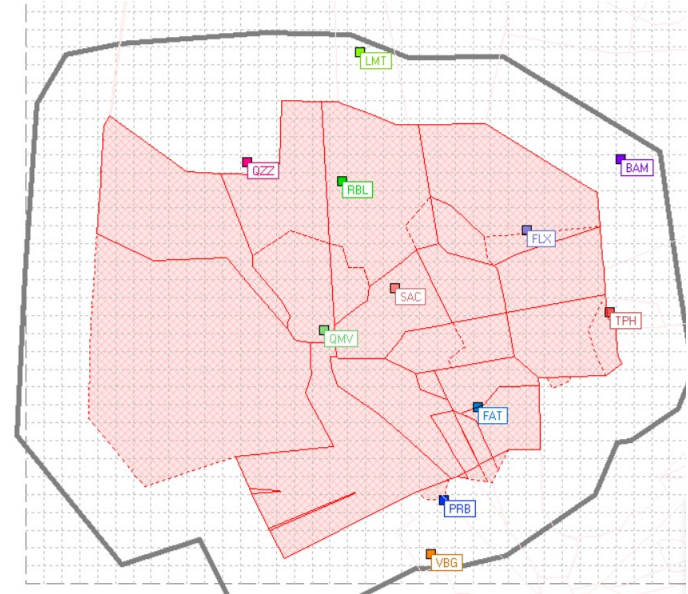 LMT
QZZ
BAM
RBL
FLX
SAC
TPH
QMV
FAT
PRB
VBG